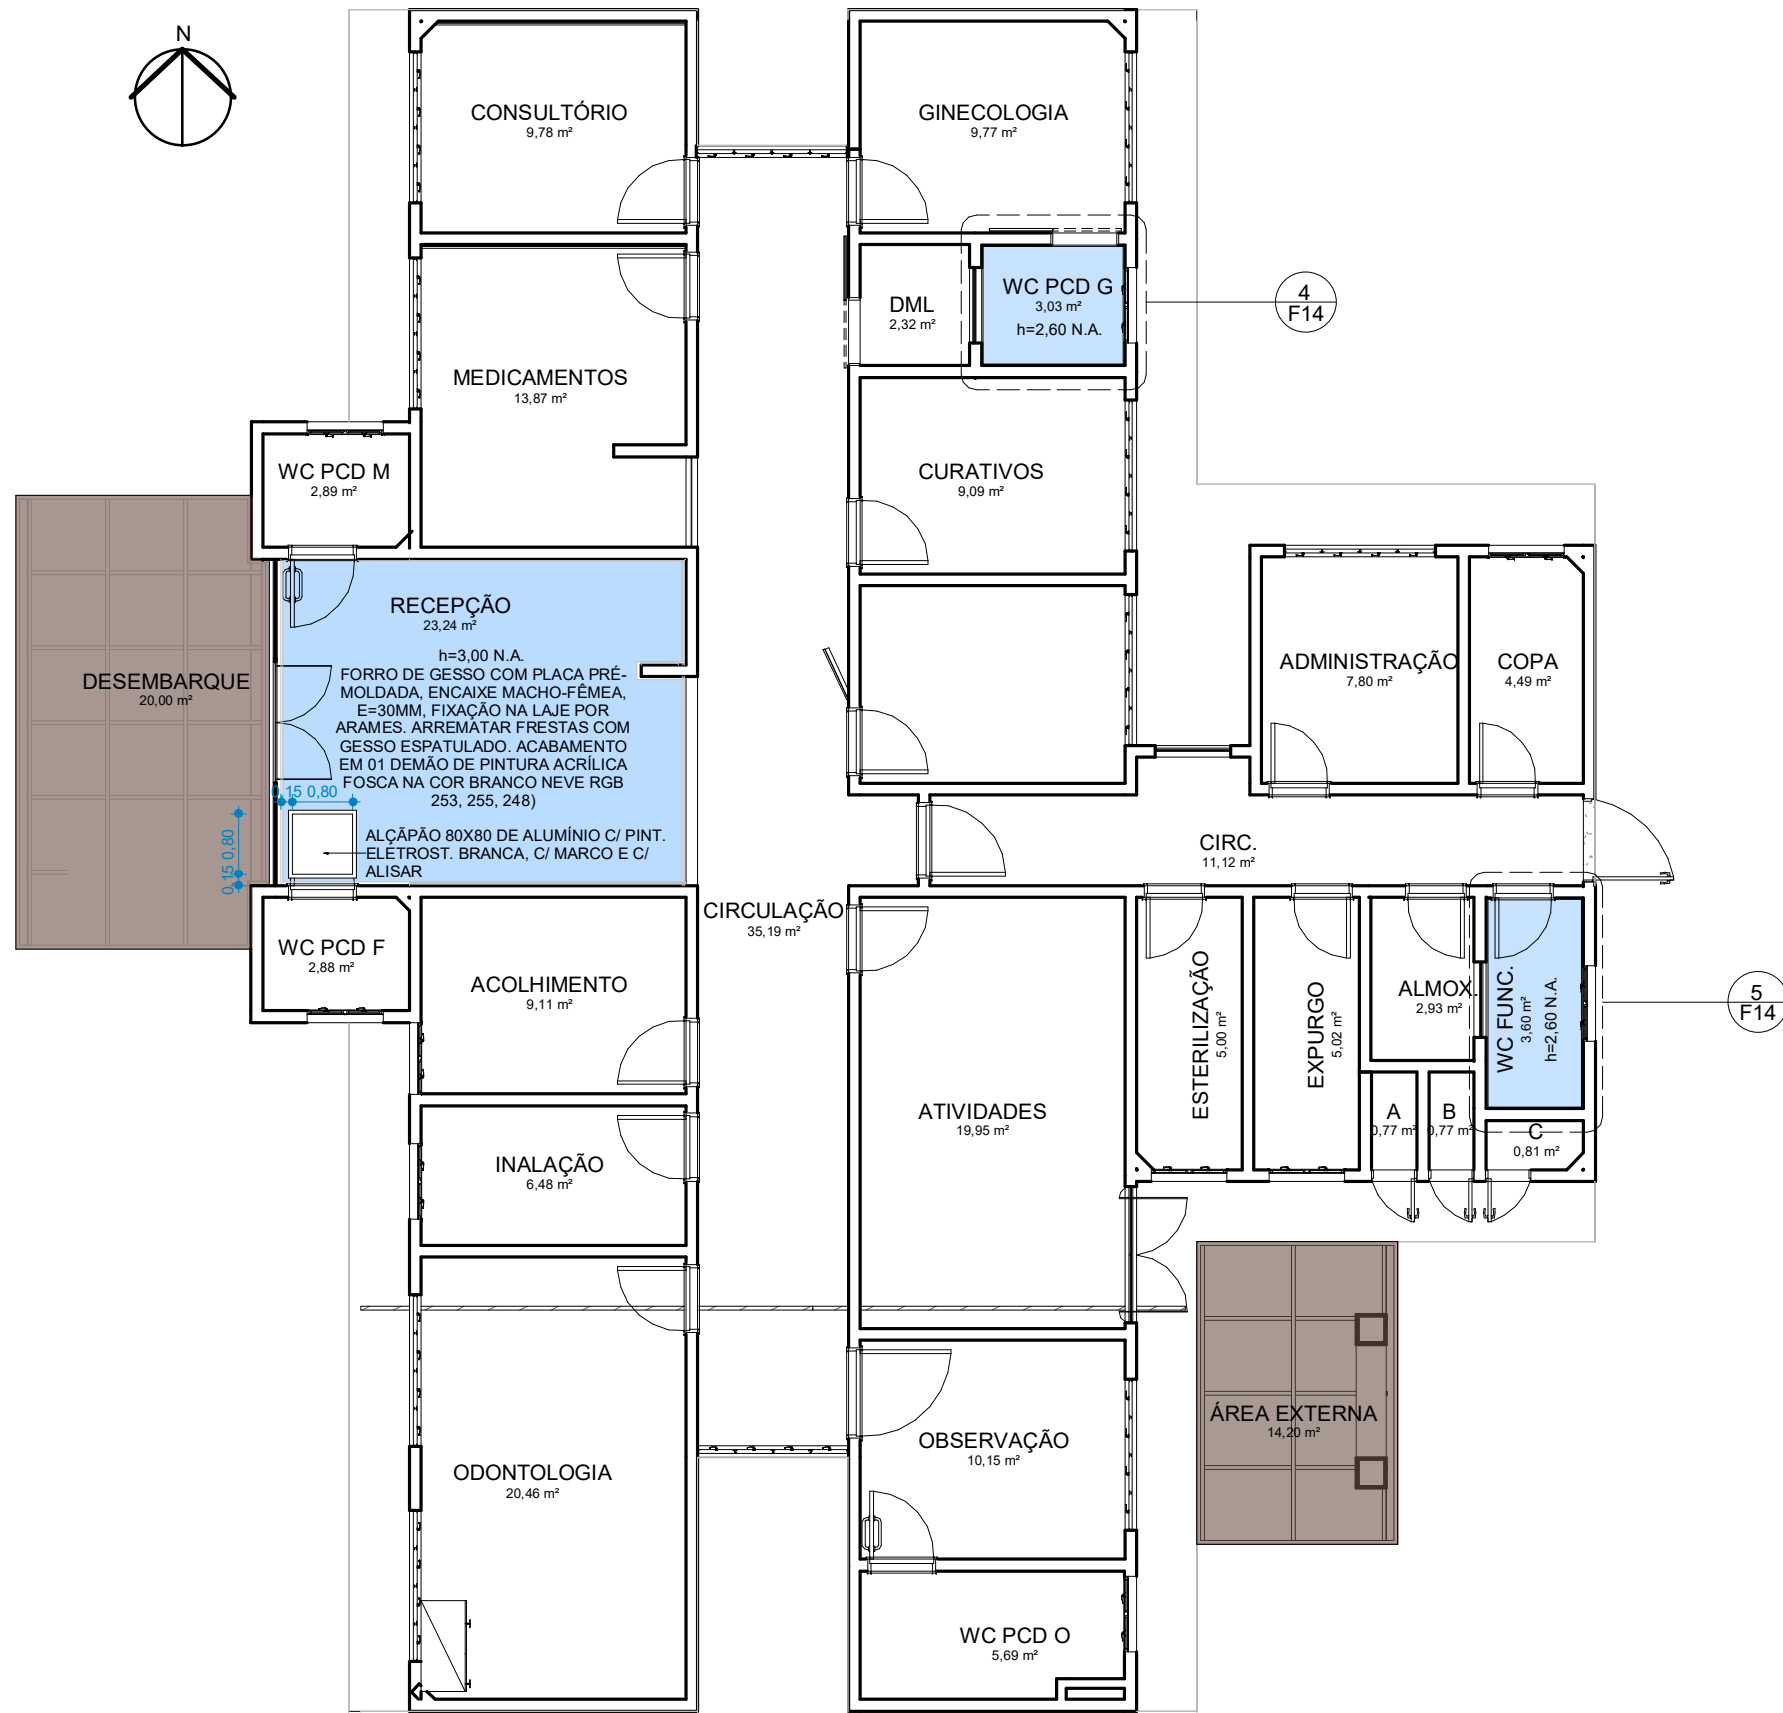 N
CONSULTÓRIO
9,78 m²
GINECOLOGIA
9,77 m²
DML
2,32 m²
WC PCD G
3,03 m²
h=2,60 N.A.
4
F14
MEDICAMENTOS
13,87 m²
WC PCD M
2,89 m²
CURATIVOS
9,09 m²
RECEPÇÃO
23,24 m²
h=3,00 N.A.
FORRO DE GESSO COM PLACA PRÉ-
MOLDADA, ENCAIXE MACHO-FÊMEA,
E=30MM, FIXAÇÃO NA LAJE POR
ARAMES. ARREMATAR FRESTAS COM
GESSO ESPATULADO. ACABAMENTO
EM 01 DEMÃO DE PINTURA ACRÍLICA
FOSCA NA COR BRANCO NEVE RGB
253, 255, 248)
DESEMBARQUE
20,00 m²
0,15 0,80
0,15 0,80
ALÇÃPÃO 80X80 DE ALUMÍNIO C/ PINT.
ELETROST. BRANCA, C/ MARCO E C/
ALISAR
ADMINISTRAÇÃO
7,80 m²
COPA
4,49 m²
CIRC.
11,12 m²
CIRCULAÇÃO
35,19 m²
WC PCD F
2,88 m²
ACOLHIMENTO
9,11 m²
ESTERILIZAÇÃO
5,00 m²
EXPURGO
5,02 m²
ALMOX.
2,93 m²
WC FUNC.
3,60 m²
h=2,60 N.A.
5
F14
ATIVIDADES
19,95 m²
A
0,77 m²
B
0,77 m²
C
0,81 m²
INALAÇÃO
6,48 m²
ODONTOLOGIA
20,46 m²
OBSERVAÇÃO
10,15 m²
ÁREA EXTERNA
14,20 m²
WC PCD O
5,69 m²